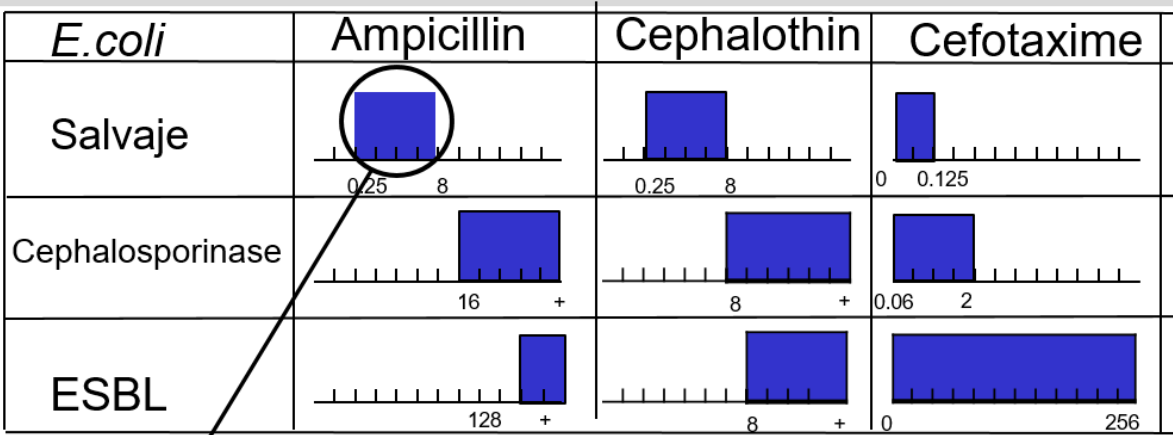 E.coli Ampicillin Cephalothin Cefotaxime
Salvaje
0.25 8 0.25 8 0 0.125
Cephalosporinase
16 + 8 + 0.06 2
ESBL
128 + 8 + 0 256